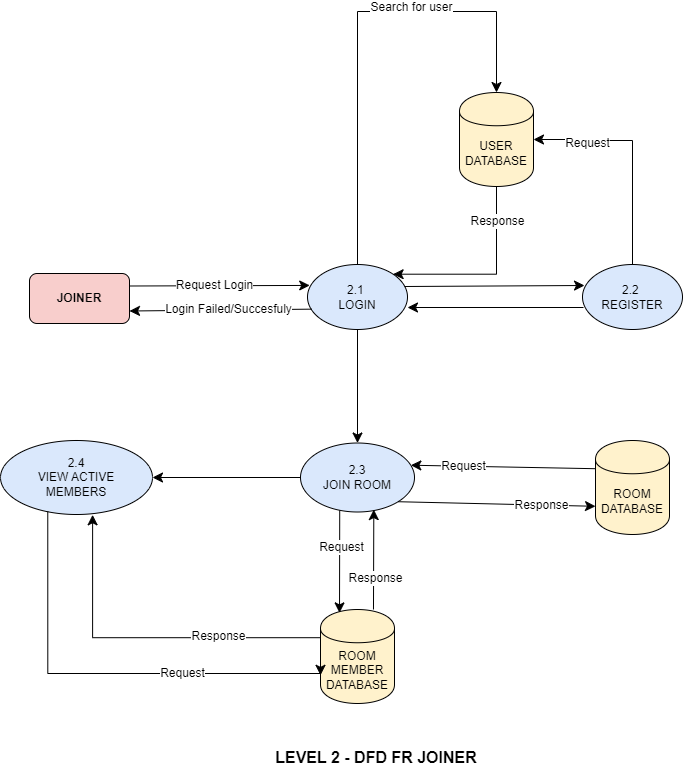 Search for user
USER
DATABASE
Request
Response
2.1
LOGIN
2.2
REGISTER
JOINER
Request Login
Login Failed/Succesfuly
2.4
VIEW ACTIVE
MEMBERS
2.3
JOIN ROOM
Request
ROOM
DATABASE
Response
Request
Response
Response
Request
ROOM
MEMBER
DATABASE
LEVEL 2 - DFD FR JOINER